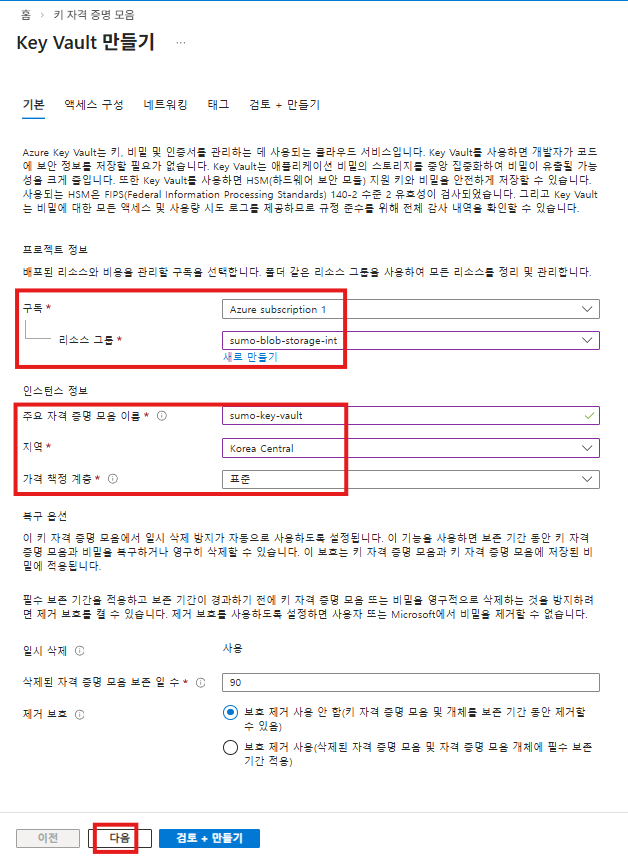 홈 > 키 자격 증명 모음
Key Vault 만들기 ...
기본 액세스 구성 네트워킹 태그 검토 + 만들기
Azure Key Vault는 키, 비밀 및 인증서를 관리하는 데 사용되는 클라우드 서비스입니다. Key Vault를 사용하면 개발자가 코드
에 보안 정보를 저장할 필요가 없습니다. Key Vault는 애플리케이션 비밀의 스토리지를 중앙 집중화하여 비밀이 유출될 가능
성을 크게 줄입니다. 또한 Key Vault를 사용하면 HSM(하드웨어 보안 모듈) 지원 키와 비밀을 안전하게 저장할 수 있습니다.
사용되는 HSM은 FIPS(Federal Information Processing Standards) 140-2 수준 2 유효성이 검사되었습니다. 그리고 Key Vault
는 비밀에 대한 모든 액세스 및 사용량 시도 로그를 제공하므로 규정 준수를 위해 전체 감사 내역을 확인할 수 있습니다.
프로젝트 정보
배포된 리소스와 비용을 관리할 구독을 선택합니다. 폴더 같은 리소스 그룹을 사용하여 모든 리소스를 정리 및 관리합니다.
구독 * Azure subscription 1
리소스 그룹 * sumo-blob-storage-int
새로 만들기
인스턴스 정보
주요 자격 증명 모음 이름 * sumo-key-vault
지역 * Korea Central
가격 책정 계층 * 표준
복구 옵션
이 키 자격 증명 모음에서 일시 삭제 방지가 자동으로 사용하도록 설정됩니다. 이 기능을 사용하면 보존 기간 동안 키 자격
증명 모음과 비밀을 복구하거나 영구히 삭제할 수 있습니다. 이 보호는 키 자격 증명 모음과 키 자격 증명 모음에 저장된 비
밀에 적용됩니다.
필수 보존 기간을 적용하고 보존 기간이 경과하기 전에 키 자격 증명 모음 또는 비밀을 영구적으로 삭제하는 것을 방지하려
면 제거 보호를 켤 수 있습니다. 제거 보호를 사용하도록 설정하면 사용자 또는 Microsoft에서 비밀을 제거할 수 없습니다.
일시 삭제 사용
삭제된 자격 증명 모음 보존 일 수 * 90
제거 보호 보호 제거 사용 안 함(키 자격 증명 모음 및 개체를 보존 기간 동안 제거할
수 있음)
보호 제거 사용(삭제된 자격 증명 모음 및 자격 증명 모음 개체에 필수 보존
기간 적용)
이전 다음 검토 + 만들기